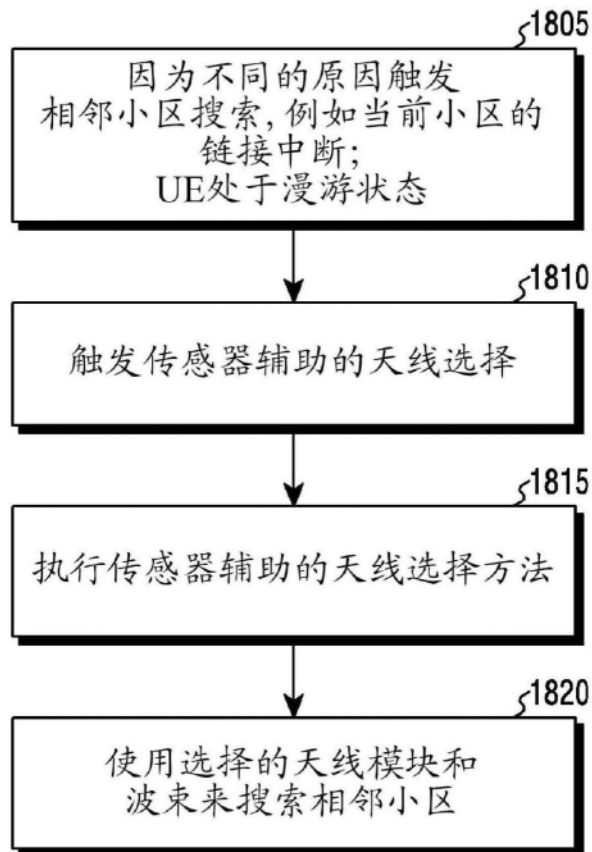 1805
因为不同的原因触发
相邻小区搜索,例如当前小区的
链接中断;
UE处于漫游状态
1810
触发传感器辅助的天线选择
1815
执行传感器辅助的天线选择方法
1820
使用选择的天线模块和
波束来搜索相邻小区